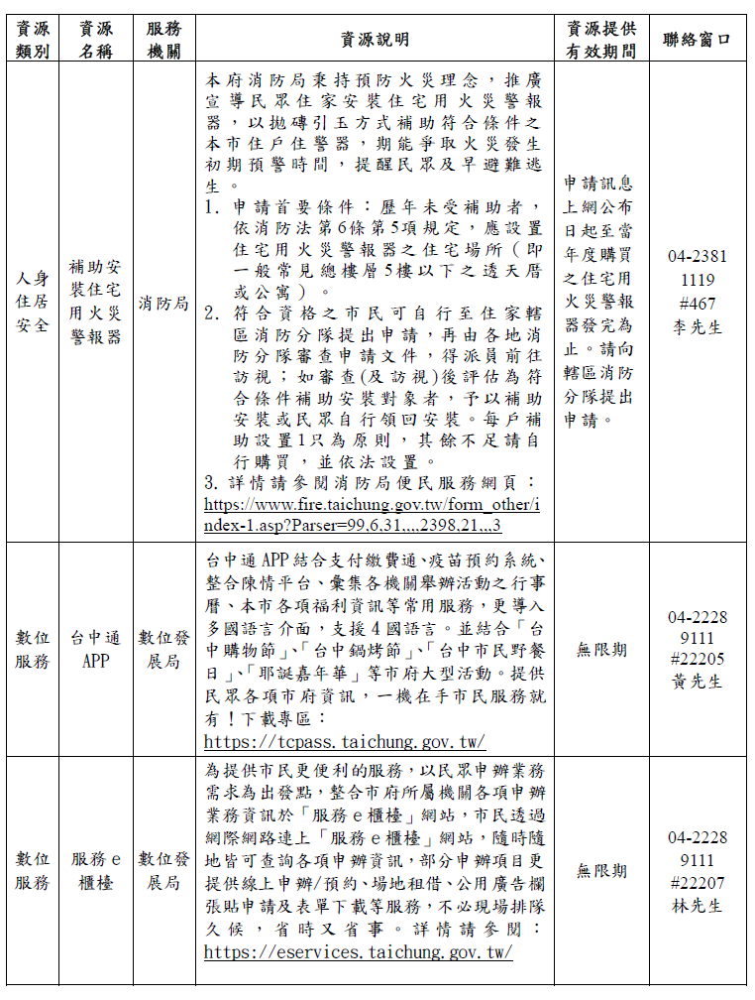 資源類別
資源名稱
服務機關
資源說明
資源提供有效期間
聯絡窗口
人身
住居
安全
補助安
裝住宅
用火災
警報器
消防局
本府消防局秉持預防火災理念，推廣
宣導民眾住家安裝住宅用火災警報
器，以拋磚引玉方式補助符合條件之
本市住戶住警器，期能爭取火災發生
初期預警時間，提醒民眾及早避難逃
生。
1. 申請首要條件：歷年未受補助者，
依消防法第6條第5項規定，應設置
住宅用火災警報器之住宅場所（即
一般常見總樓層5樓以下之透天厝
或公寓）。
2. 符合資格之市民可自行至住家轄
區消防分隊提出申請，再由各地消
防分隊審查申請文件，得派員前往
訪視；如審查(及訪視)後評估為符
合條件補助安裝對象者，予以補助
安裝或民眾自行領回安裝。每戶補
助設置1只為原則，其餘不足請自
行購買，並依法設置。
3. 詳情請參閱消防局便民服務網頁：
https://www.fire.taichung.gov.tw/form_other/i
ndex-1.asp?Parser=99,6,31,,,,2398,21,,,3
申請訊息
上網公布
日起至當
年度購買
之住宅用
火災警報
器發完為
止。請向
轄區消防
分隊提出
申請。
04-2381
1119
#467
李先生
數位
服務
台中通
APP
數位發
展局
台中通 APP 結合支付繳費通、疫苗預約系統、
整合陳情平台、彙集各機關舉辦活動之行事
曆、本市各項福利資訊等常用服務，更導入
多國語言介面，支援 4 國語言。並結合「台
中購物節」、「台中鍋烤節」、「台中市民野餐
日」、「耶誕嘉年華」等市府大型活動。提供
民眾各項市府資訊，一機在手市民服務就
有！下載專區：
https://tcpass.taichung.gov.tw/
無限期
04-2228
9111
#22205
黃先生
數位
服務
服務 e
櫃檯
數位發
展局
為提供市民更便利的服務，以民眾申辦業務
需求為出發點，整合市府所屬機關各項申辦
業務資訊於「服務 e 櫃檯」網站，市民透過
網際網路連上「服務 e 櫃檯」網站，隨時隨
地皆可查詢各項申辦資訊，部分申辦項目更
提供線上申辦/預約、場地租借、公用廣告欄
張貼申請及表單下載等服務，不必現場排隊
久候，省時又省事。詳情請參閱：
https://eservices.taichung.gov.tw/
無限期
04-2228
9111
#22207
林先生